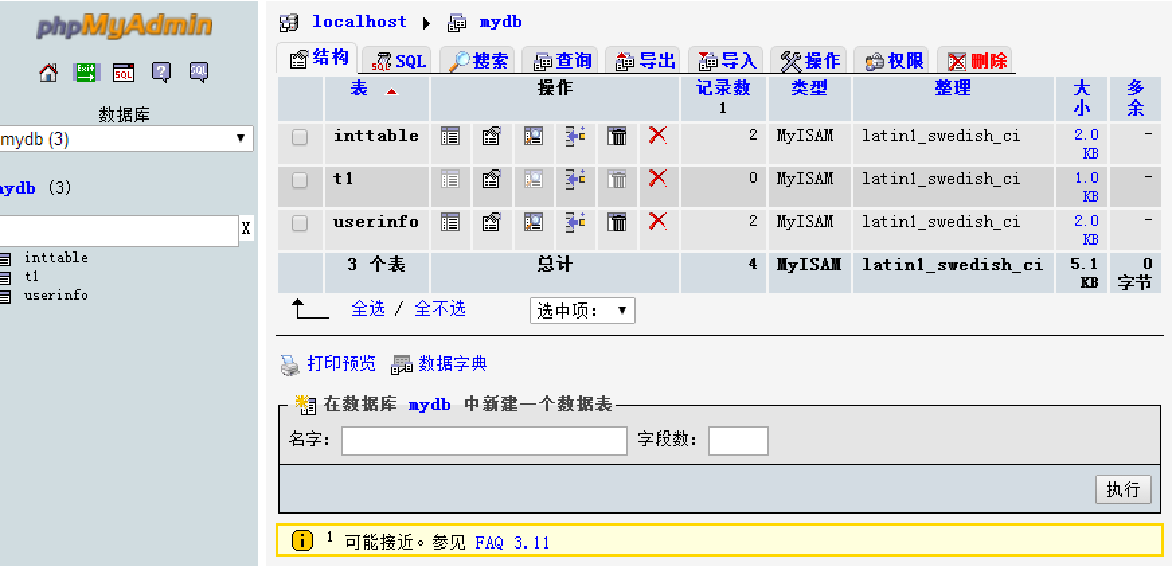 phpMyAdmin
Exit
SQL
?
SQL
数据库
mydb (3)
mydb (3)
X
inttable
t1
userinfo
localhost mydb
结构 SQL 搜索 查询 导出 导入 操作 权限 删除
表 操作 记录数 1 类型 整理 大小 多余
inttable 2 MyISAM latin1_swedish_ci 2.0 KB -
t1 0 MyISAM latin1_swedish_ci 1.0 KB -
userinfo 2 MyISAM latin1_swedish_ci 2.0 KB -
3 个表 总计 4 MyISAM latin1_swedish_ci 5.1 KB 0 字节
全选 / 全不选 选中项:
打印预览 数据字典
在数据库 mydb 中新建一个数据表
名字: 字段数:
执行
1 可能接近。参见 FAQ 3.11